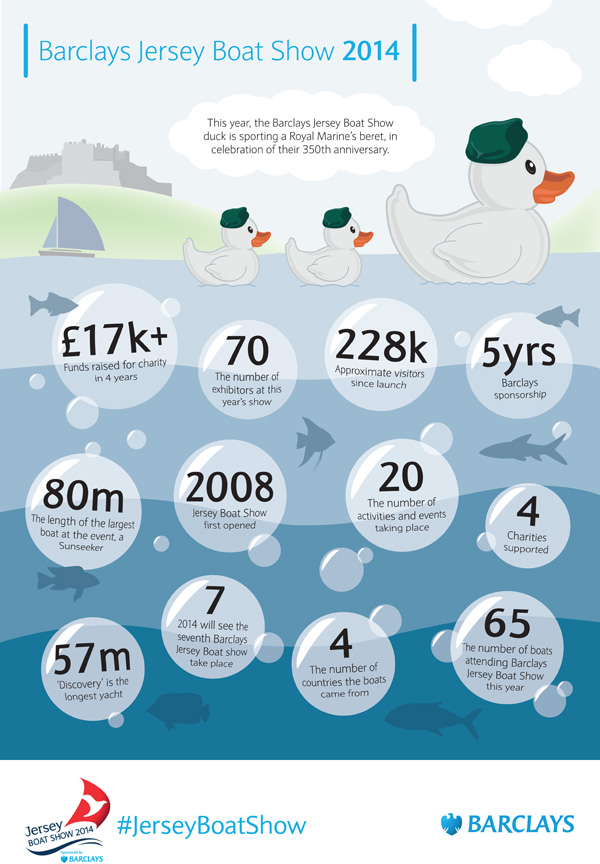 Barclays Jersey Boat Show 2014
This year, the Barclays Jersey Boat Show
duck is sporting a Royal Marine's beret, in
celebration of their 350th anniversary.
£17k+
Funds raised for charity
in 4 years
70
The number of
exhibitors at this
year's show
228k
Approximate visitors
since launch
5yrs
Barclays
sponsorship
80m
The length of the largest
boat at the event, a
Sunseeker
2008
Jersey Boat Show
first opened
20
The number of
activities and events
taking place
4
Charities
supported
57m
'Discovery' is the
longest yacht
7
2014 will see the
seventh Barclays
Jersey Boat show
take place
4
The number of
countries the boats
came from
65
The number of boats
attending Barclays
Jersey Boat Show
this year
Jersey
BOAT SHOW 2014
Sponsored by
BARCLAYS
#JerseyBoatShow
BARCLAYS